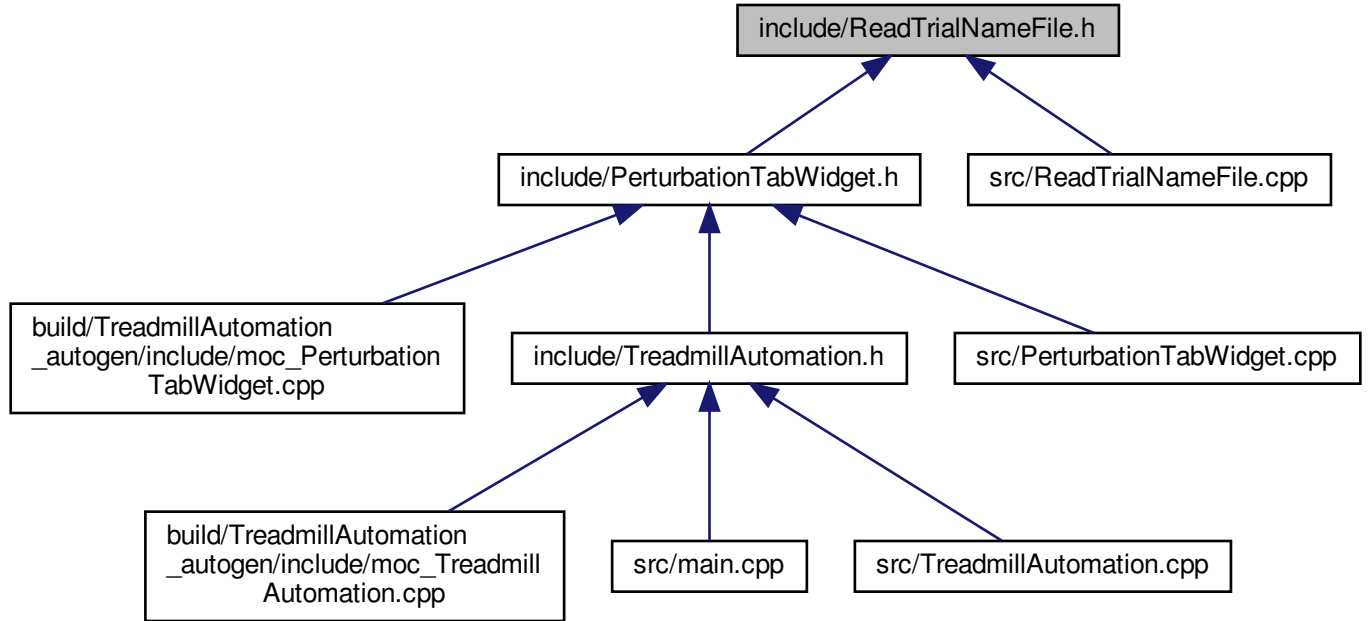 include/ReadTrialNameFile.h
include/PerturbationTabWidget.h
src/ReadTrialNameFile.cpp
build/TreadmillAutomation
_autogen/include/moc_Perturbation
TabWidget.cpp
include/TreadmillAutomation.h
src/PerturbationTabWidget.cpp
build/TreadmillAutomation
_autogen/include/moc_Treadmill
Automation.cpp
src/main.cpp
src/TreadmillAutomation.cpp